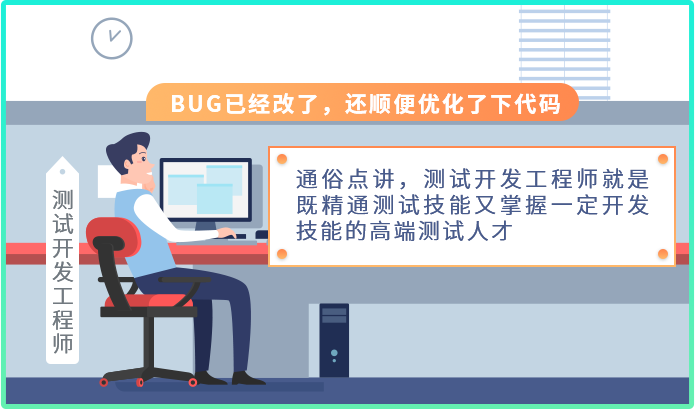 BUG已经改了，还顺便优化了下代码
通俗点讲，测试开发工程师就是
既精通测试技能又掌握一定开发
技能的高端测试人才
测试开发工程师